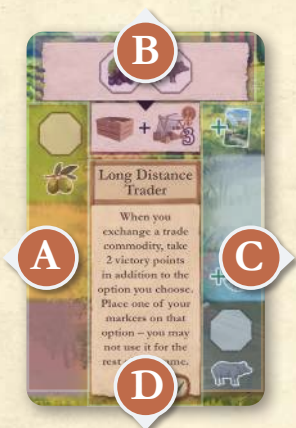 B
+ 3
+
Long Distance
Trader
When you
exchange a trade
commodity, take
2 victory points
in addition to the
option you choose.
Place one of your
markers on that
option – you may
not use it for the
A
C
+
D